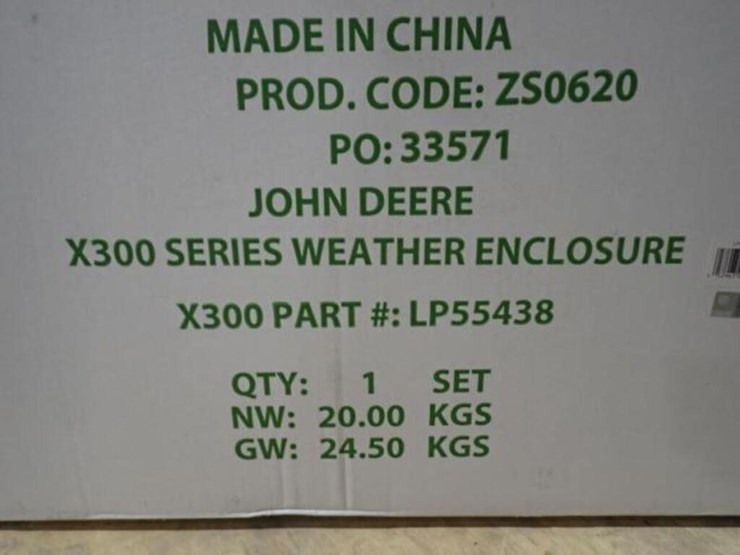 MADE IN CHINA
PROD. CODE: ZS0620
PO: 33571
JOHN DEERE
X300 SERIES WEATHER ENCLOSURE
X300 PART #: LP55438
QTY: 1 SET
NW: 20.00 KGS
GW: 24.50 KGS